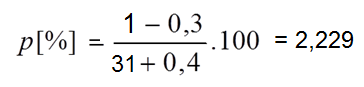 p[%] = (1 − 0,3)/(31 + 0,4) .100 = 2,229